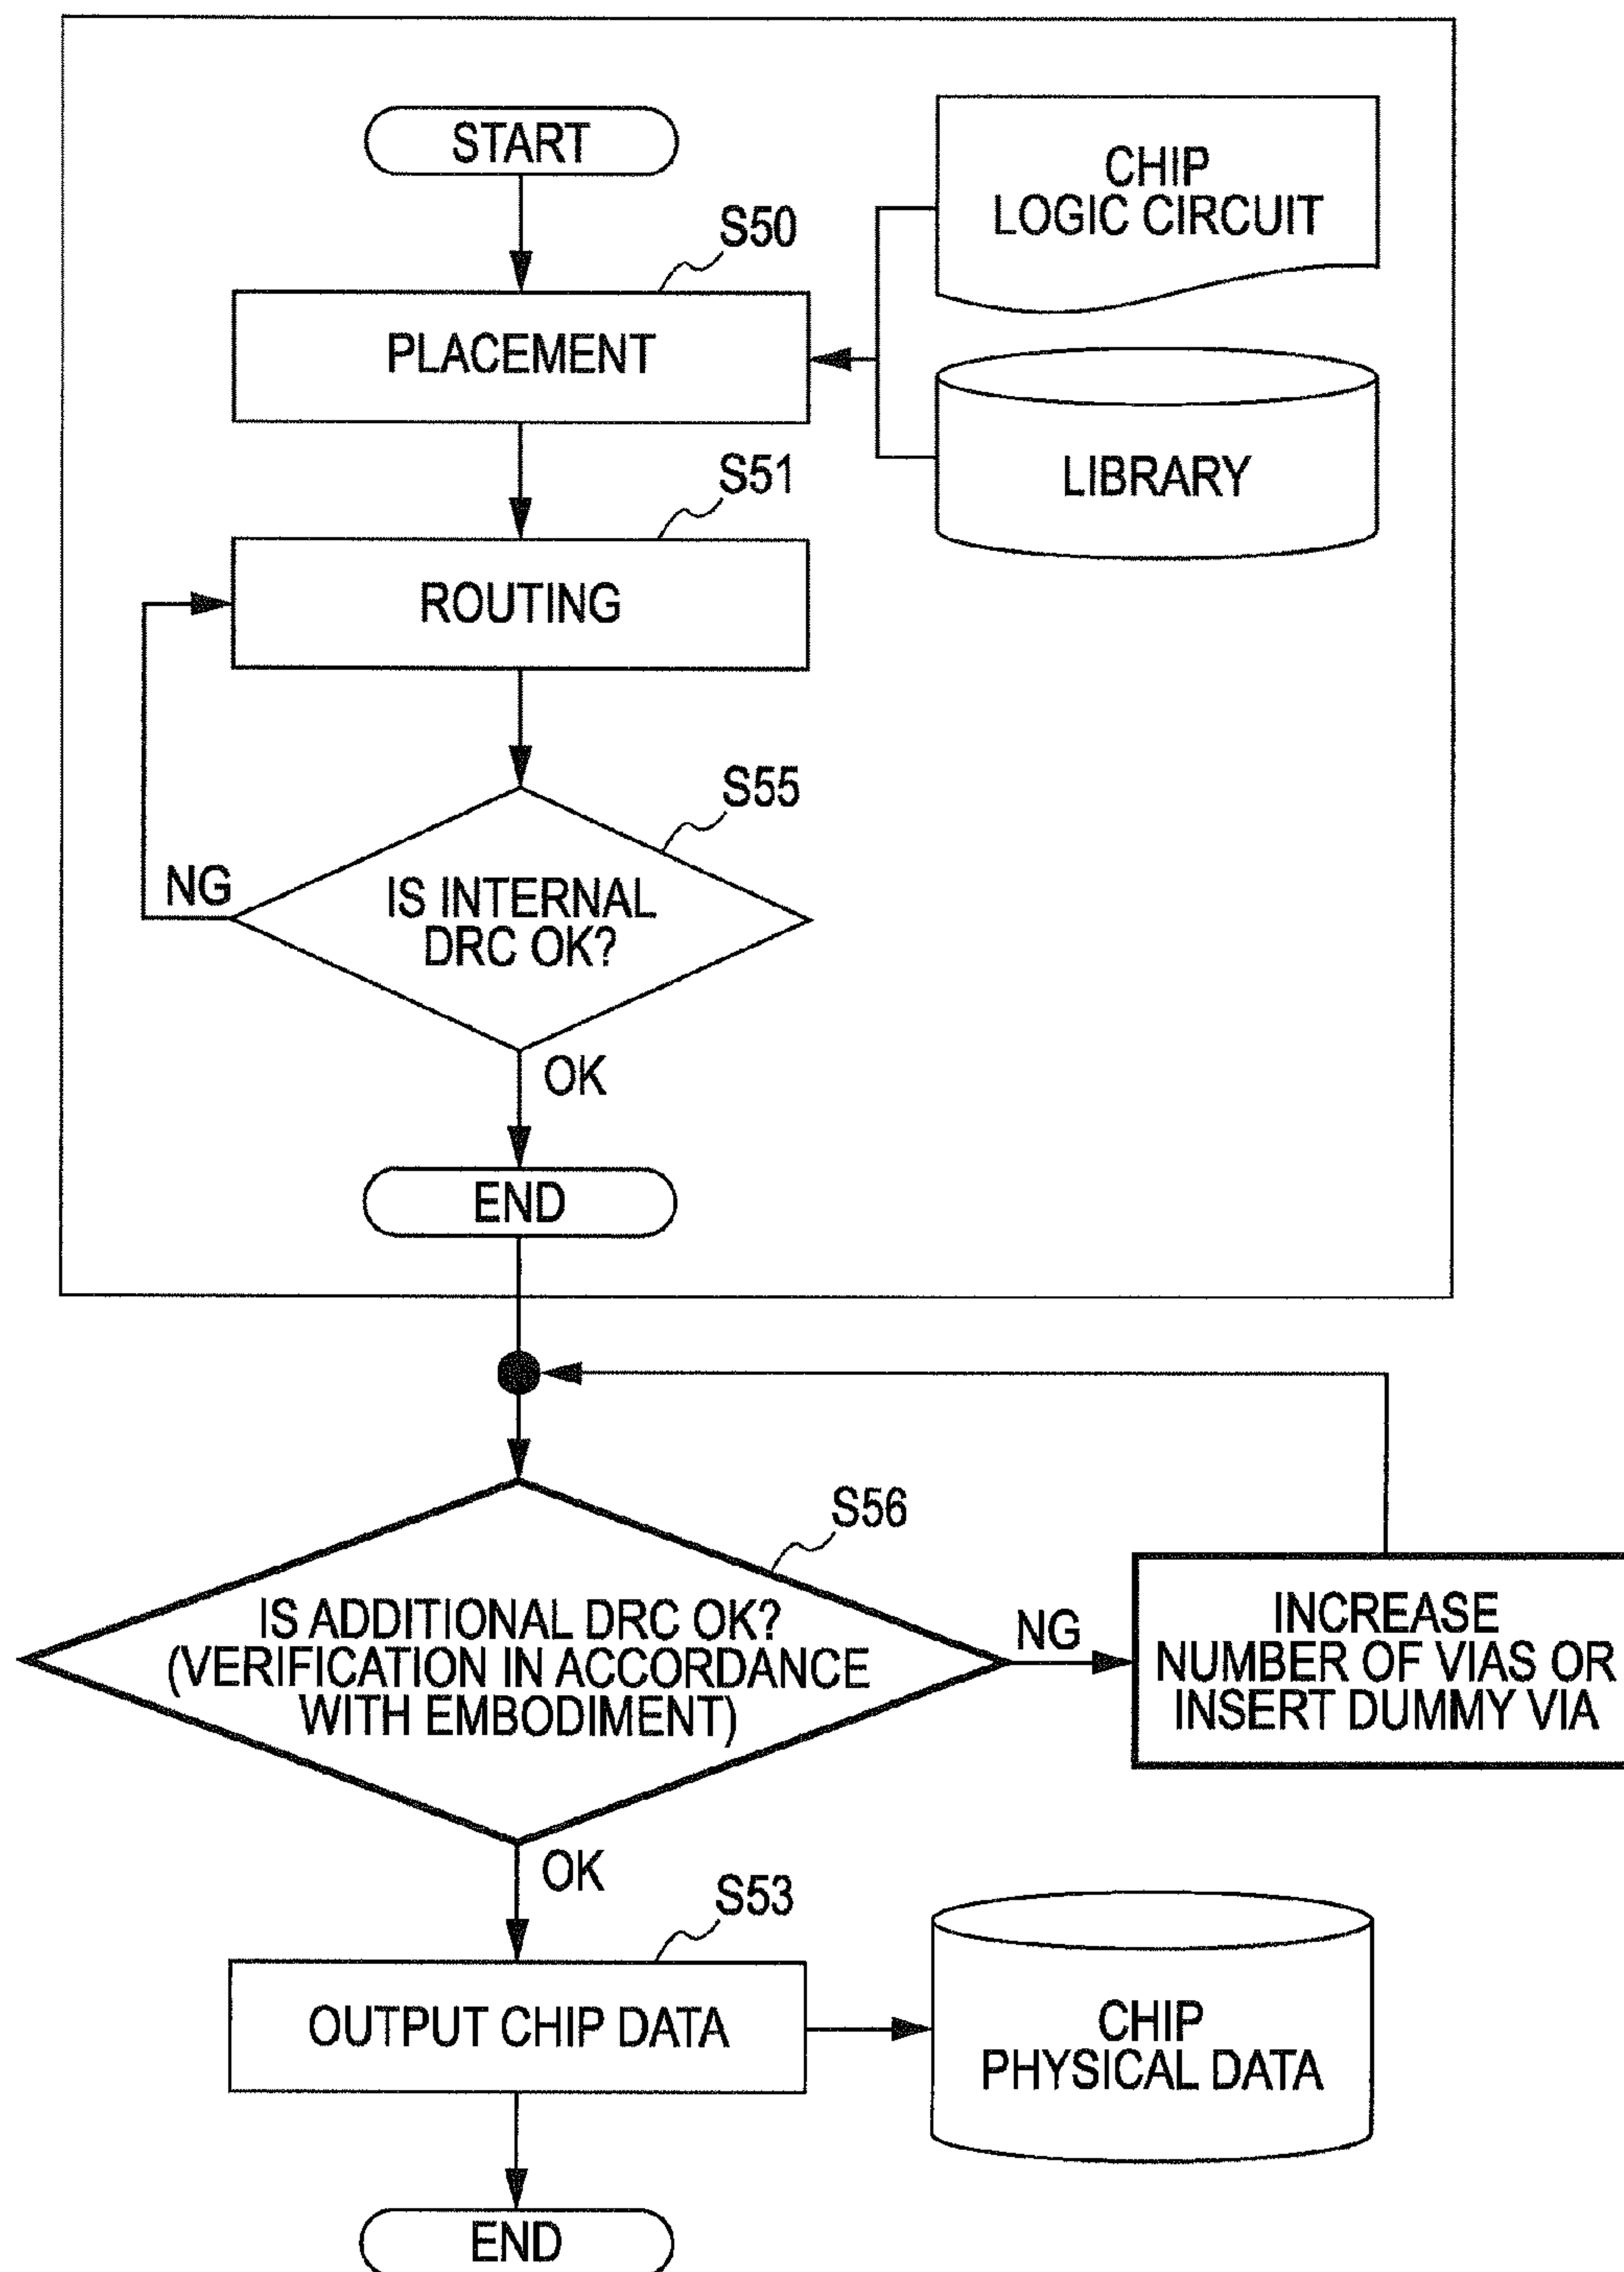 START
CHIP
LOGIC CIRCUIT
S50
PLACEMENT
LIBRARY
S51
ROUTING
S55
NG
IS INTERNAL
DRC OK?
OK
END
S56
IS ADDITIONAL DRC OK?
(VERIFICATION IN ACCORDANCE
WITH EMBODIMENT)
NG
INCREASE
NUMBER OF VIAS OR
INSERT DUMMY VIA
OK
S53
OUTPUT CHIP DATA
CHIP
PHYSICAL DATA
END